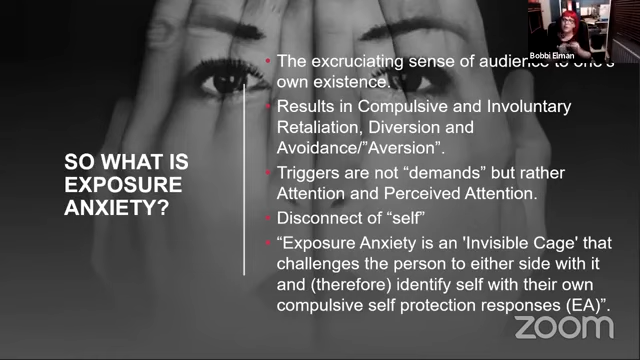 Bobbi Elman
SO WHAT IS
EXPOSURE
ANXIETY?
• The excruciating sense of audience to one's
own existence.
• Results in Compulsive and Involuntary
Retaliation, Diversion and
Avoidance/"Aversion".
• Triggers are not "demands" but rather
Attention and Perceived Attention.
• Disconnect of "self"
• "Exposure Anxiety is an 'Invisible Cage' that
challenges the person to either side with it
and (therefore) identify self with their own
compulsive self protection responses (EA)".
zoom